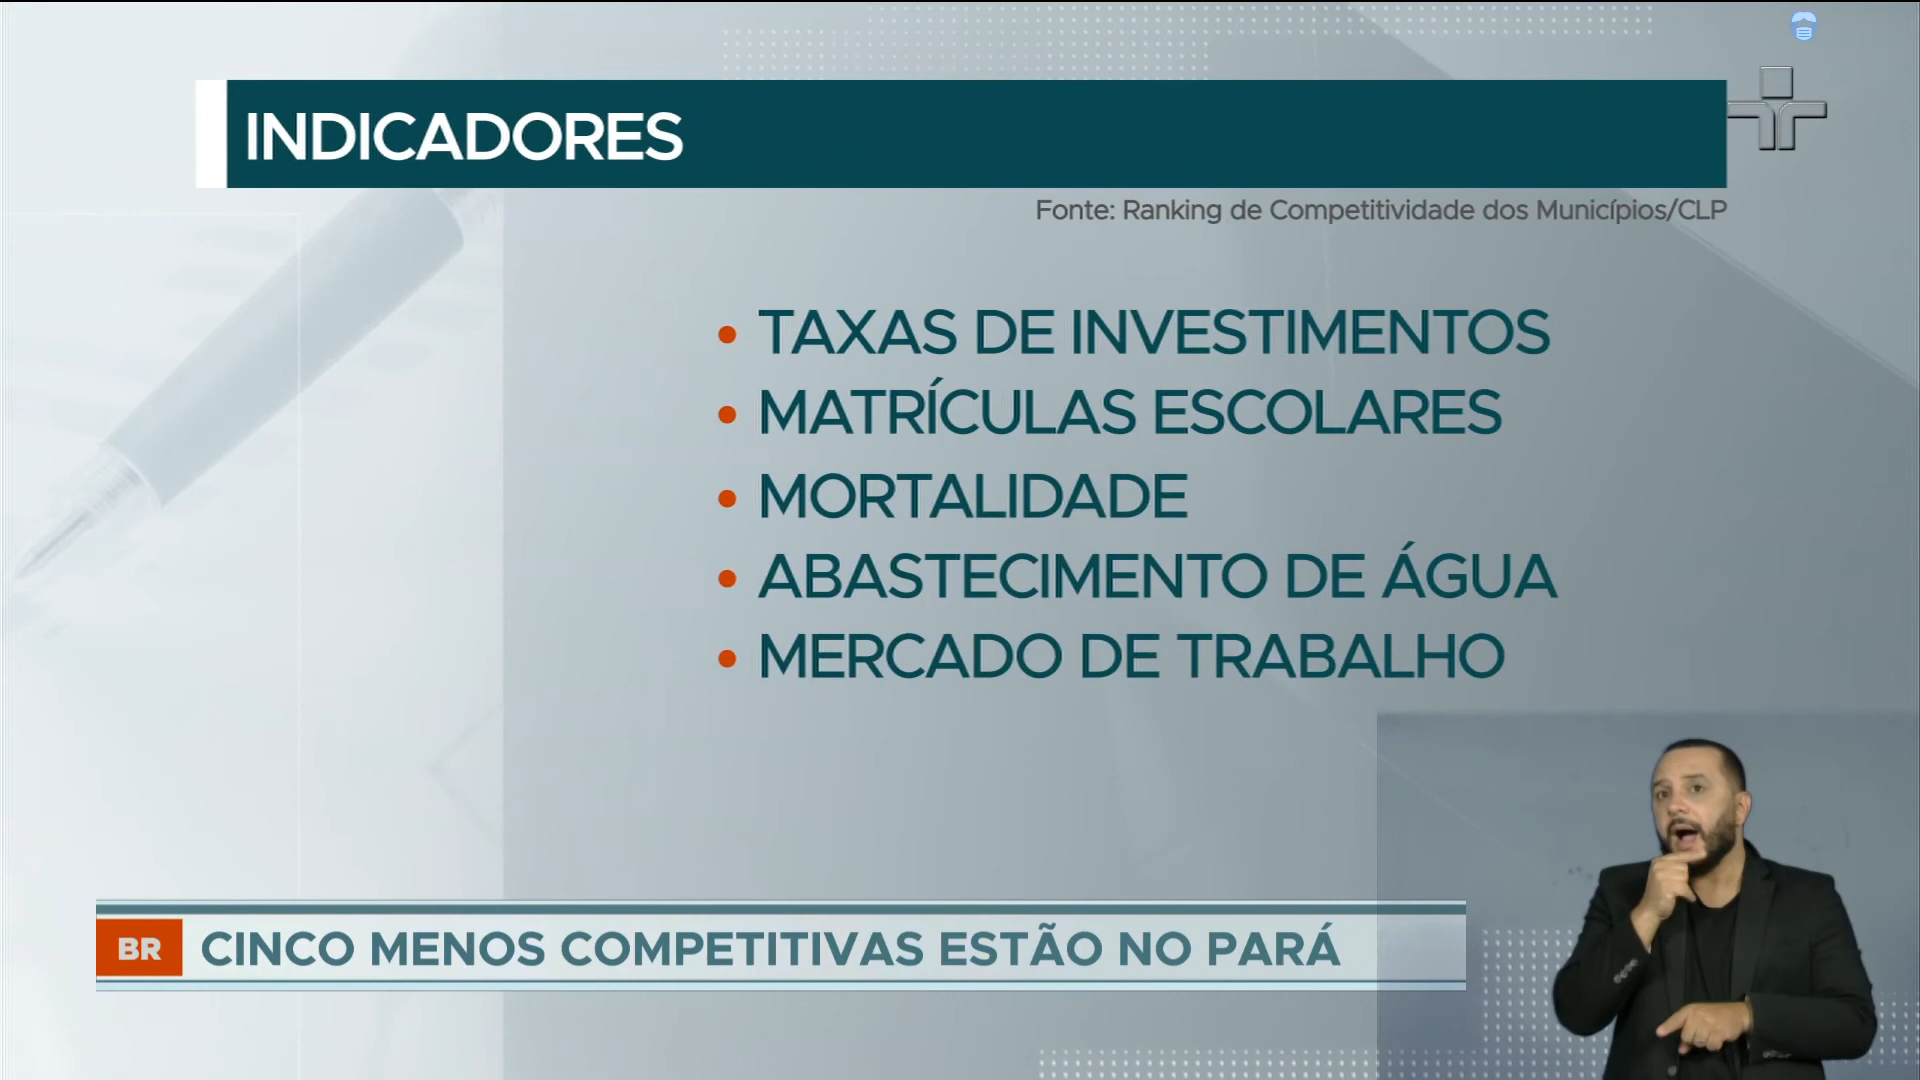 INDICADORES
Fonte: Ranking de Competitividade dos Municípios/CLP
• TAXAS DE INVESTIMENTOS
• MATRÍCULAS ESCOLARES
• MORTALIDADE
• ABASTECIMENTO DE ÁGUA
• MERCADO DE TRABALHO
BR CINCO MENOS COMPETITIVAS ESTÃO NO PARÁ